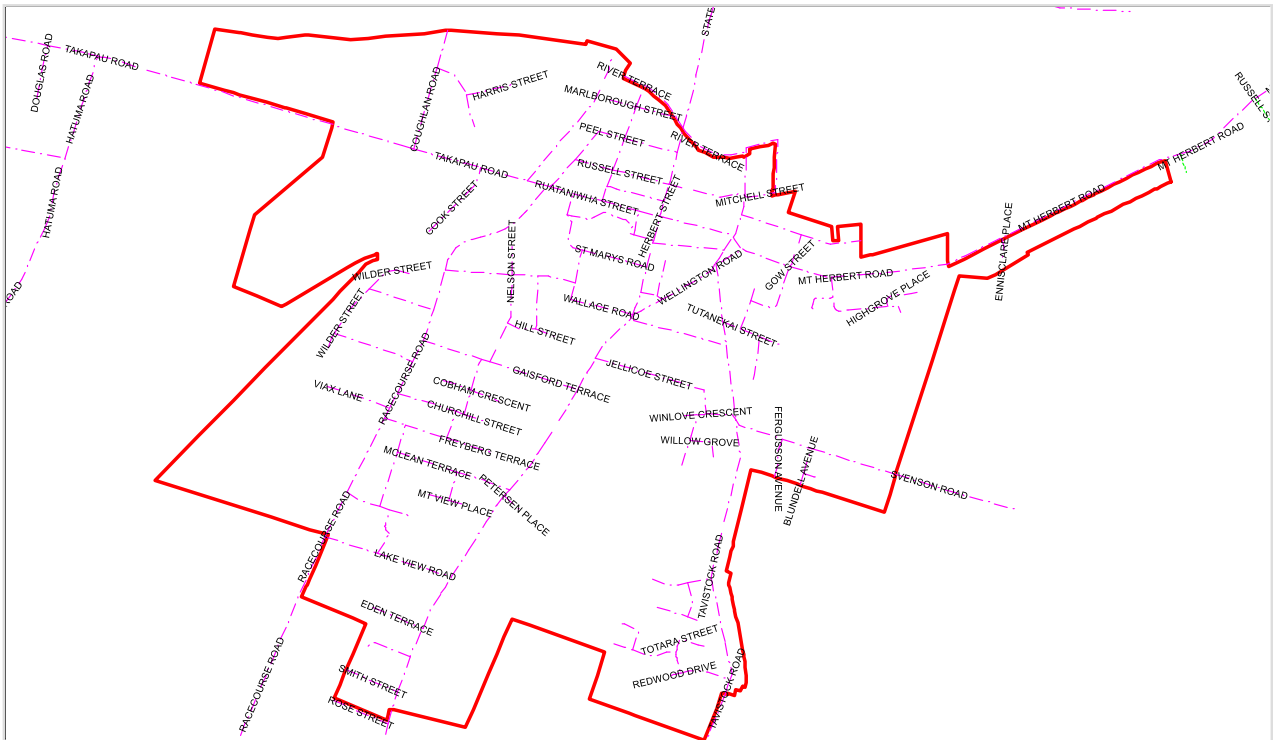 STATE
DOUGLAS ROAD
TAKAPAU ROAD
HATUMA ROAD
HATUMA ROAD
ROAD
COUGHLAN ROAD
HARRIS STREET
RIVER TERRACE
MARLBOROUGH STREET
PEEL STREET
RIVER TERRACE
RUSSELL S
MT HERBERT ROAD
TAKAPAU ROAD
RUSSELL STREET
RUATANIWHA STREET
MITCHELL STREET
COOK STREET
HERBERT STREET
MT HERBERT ROAD
ENNISCLARE PLACE
NELSON STREET
ST MARYS ROAD
WELLINGTON ROAD
GOW STREET
MT HERBERT ROAD
HIGHGROVE PLACE
WILDER STREET
WILDER STREET
WALLACE ROAD
TUTANEKAI STREET
HILL STREET
RACECOURSE ROAD
JELLICOE STREET
GAISFORD TERRACE
VIAX LANE
COBHAM CRESCENT
CHURCHILL STREET
WINLOVE CRESCENT
WILLOW GROVE
FERGUSSON AVENUE
BLUNDELL AVENUE
FREYBERG TERRACE
MCLEAN TERRACE
PETERSEN PLACE
MT VIEW PLACE
SVENSON ROAD
RACECOURSE ROAD
LAKE VIEW ROAD
TAVISTOCK ROAD
EDEN TERRACE
TOTARA STREET
REDWOOD DRIVE
SMITH STREET
ROSE STREET
RACECOURSE ROAD
TAVISTOCK ROAD